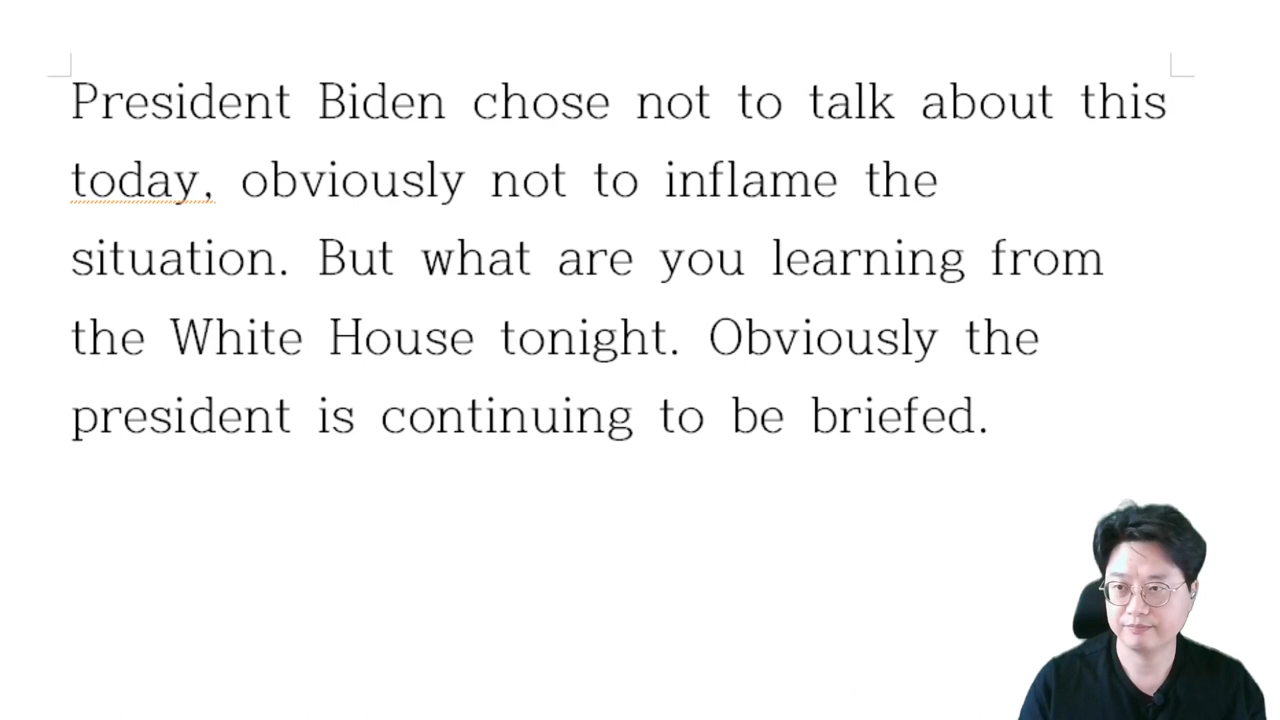 President Biden chose not to talk about this
today, obviously not to inflame the
situation. But what are you learning from
the White House tonight. Obviously the
president is continuing to be briefed.